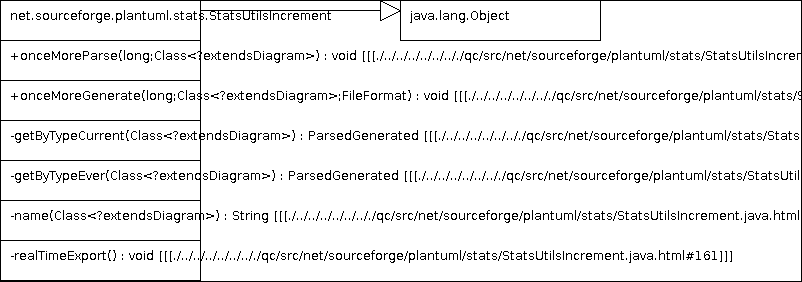 net.sourceforge.plantuml.stats.StatsUtilsIncrement
java.lang.Object
+onceMoreParse(long;Class<?extendsDiagram>) : void [[[./../../../../../../../qc/src/net/sourceforge/plantuml/stats/StatsUtilsIncrem
+onceMoreGenerate(long;Class<?extendsDiagram>;FileFormat) : void [[[./../../../../../../../qc/src/net/sourceforge/plantuml/stats/S
-getByTypeCurrent(Class<?extendsDiagram>) : ParsedGenerated [[[./../../../../../../../qc/src/net/sourceforge/plantuml/stats/Stats
-getByTypeEver(Class<?extendsDiagram>) : ParsedGenerated [[[./../../../../../../../qc/src/net/sourceforge/plantuml/stats/StatsUtil
-name(Class<?extendsDiagram>) : String [[[./../../../../../../../qc/src/net/sourceforge/plantuml/stats/StatsUtilsIncrement.java.html
-realTimeExport() : void [[[./../../../../../../../qc/src/net/sourceforge/plantuml/stats/StatsUtilsIncrement.java.html#161]]]